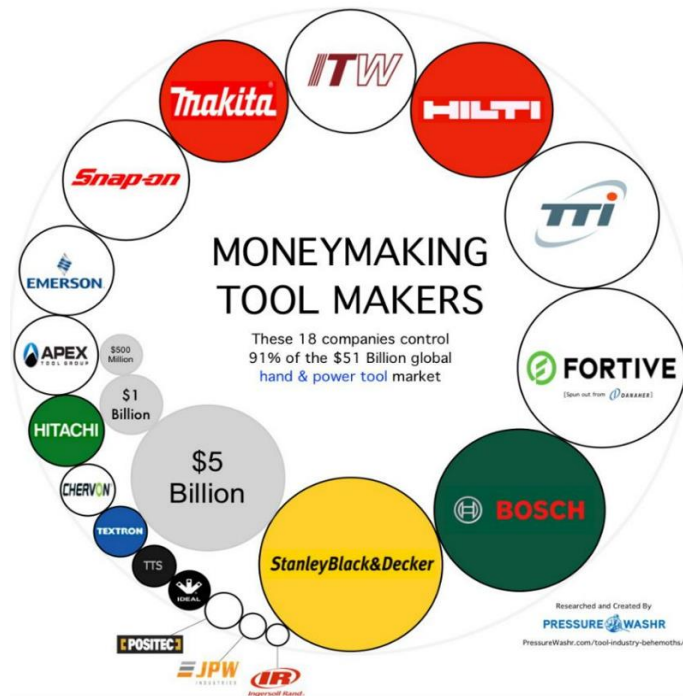 MONEYMAKING
TOOL MAKERS
These 18 companies control
91% of the $51 Billion global
hand & power tool market
ITW
HILTI
TTi
FORTIVE
[Spun out from DANAHER]
BOSCH
StanleyBlack&Decker
IR
Ingersoll Rand
JPW
INDUSTRIES
POSITEC
IDEAL
TTS
TEXTRON
CHERVON
HITACHI
APEX
TOOL GROUP
EMERSON
Snap-on
Makita
$500
Million
$1
Billion
$5
Billion
Researched and Created By
PRESSURE WASHR
PressureWashr.com/tool-industry-behemoths/